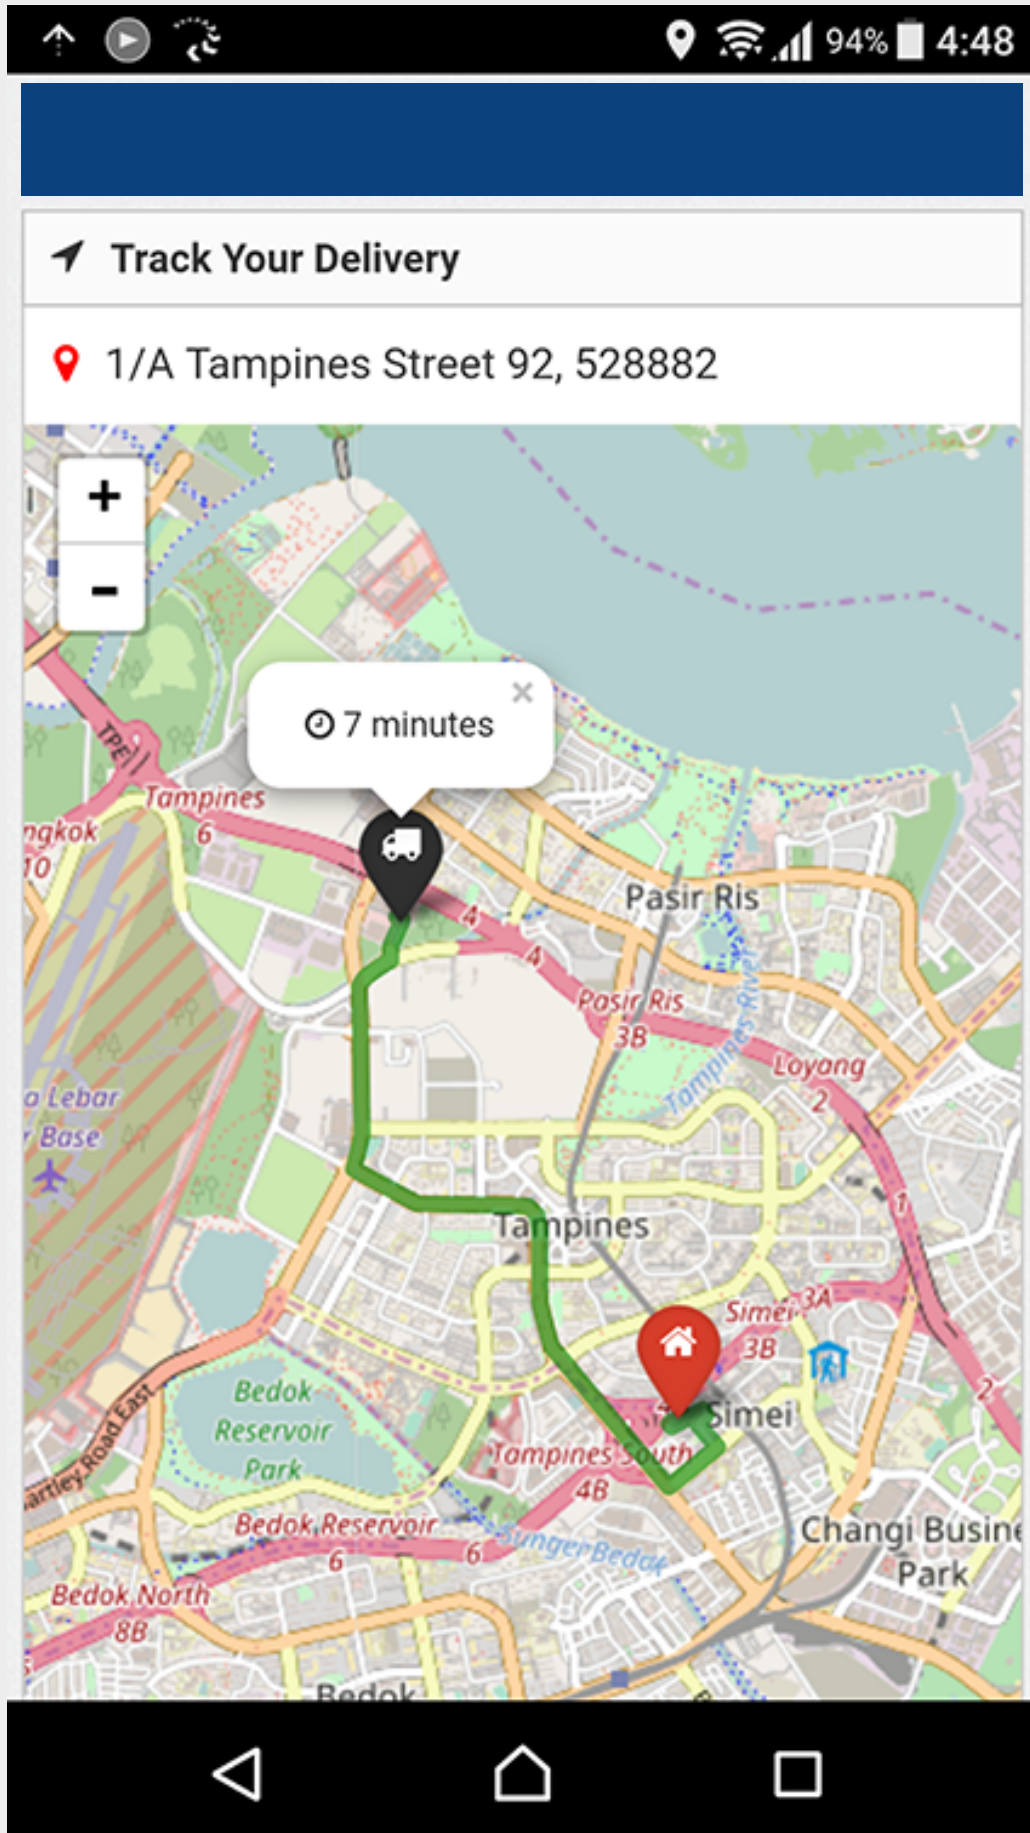 94% 4:48
Track Your Delivery
1/A Tampines Street 92, 528882
+
-
7 minutes ×
TPE
Tampines
6
ngkok
10
4
4
Pasir Ris
Pasir Ris
3B
Tampines River
Loyang
2
o Lebar
r Base
1
Tampines
Simei
3B
3A
2
Simei
Bedok
Reservoir
Park
Tampines South
4B
artley Road East
Bedok Reservoir
6
6
Sungei Bedok
Changi Busine
Park
Bedok North
8B
Bedok